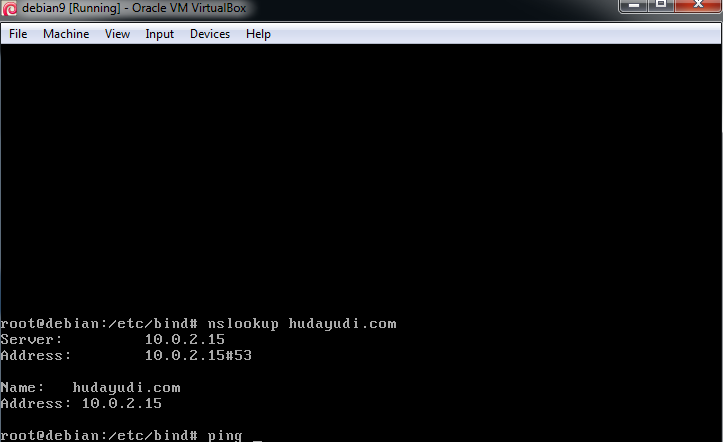 debian9 [Running] - Oracle VM VirtualBox
File Machine View Input Devices Help
root@debian:/etc/bind# nslookup hudayudi.com
Server: 10.0.2.15
Address: 10.0.2.15#53
Name: hudayudi.com
Address: 10.0.2.15
root@debian:/etc/bind# ping _